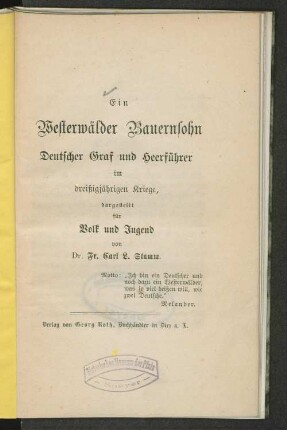 Ein
Westerwälder Bauernsohn
Deutscher Graf und Heerführer
im
dreißigjährigen Kriege,
dargestellt
für
Volk und Jugend
von
Dr. Fr. Carl L. Stamm.
Motto: „Ich bin ein Deutscher und
noch dazu ein Westerwälder,
was so viel heißen will, wie
zwei Deutsche."
Melander.
Verlag von Georg Roth, Buchhändler in Diez a. L.